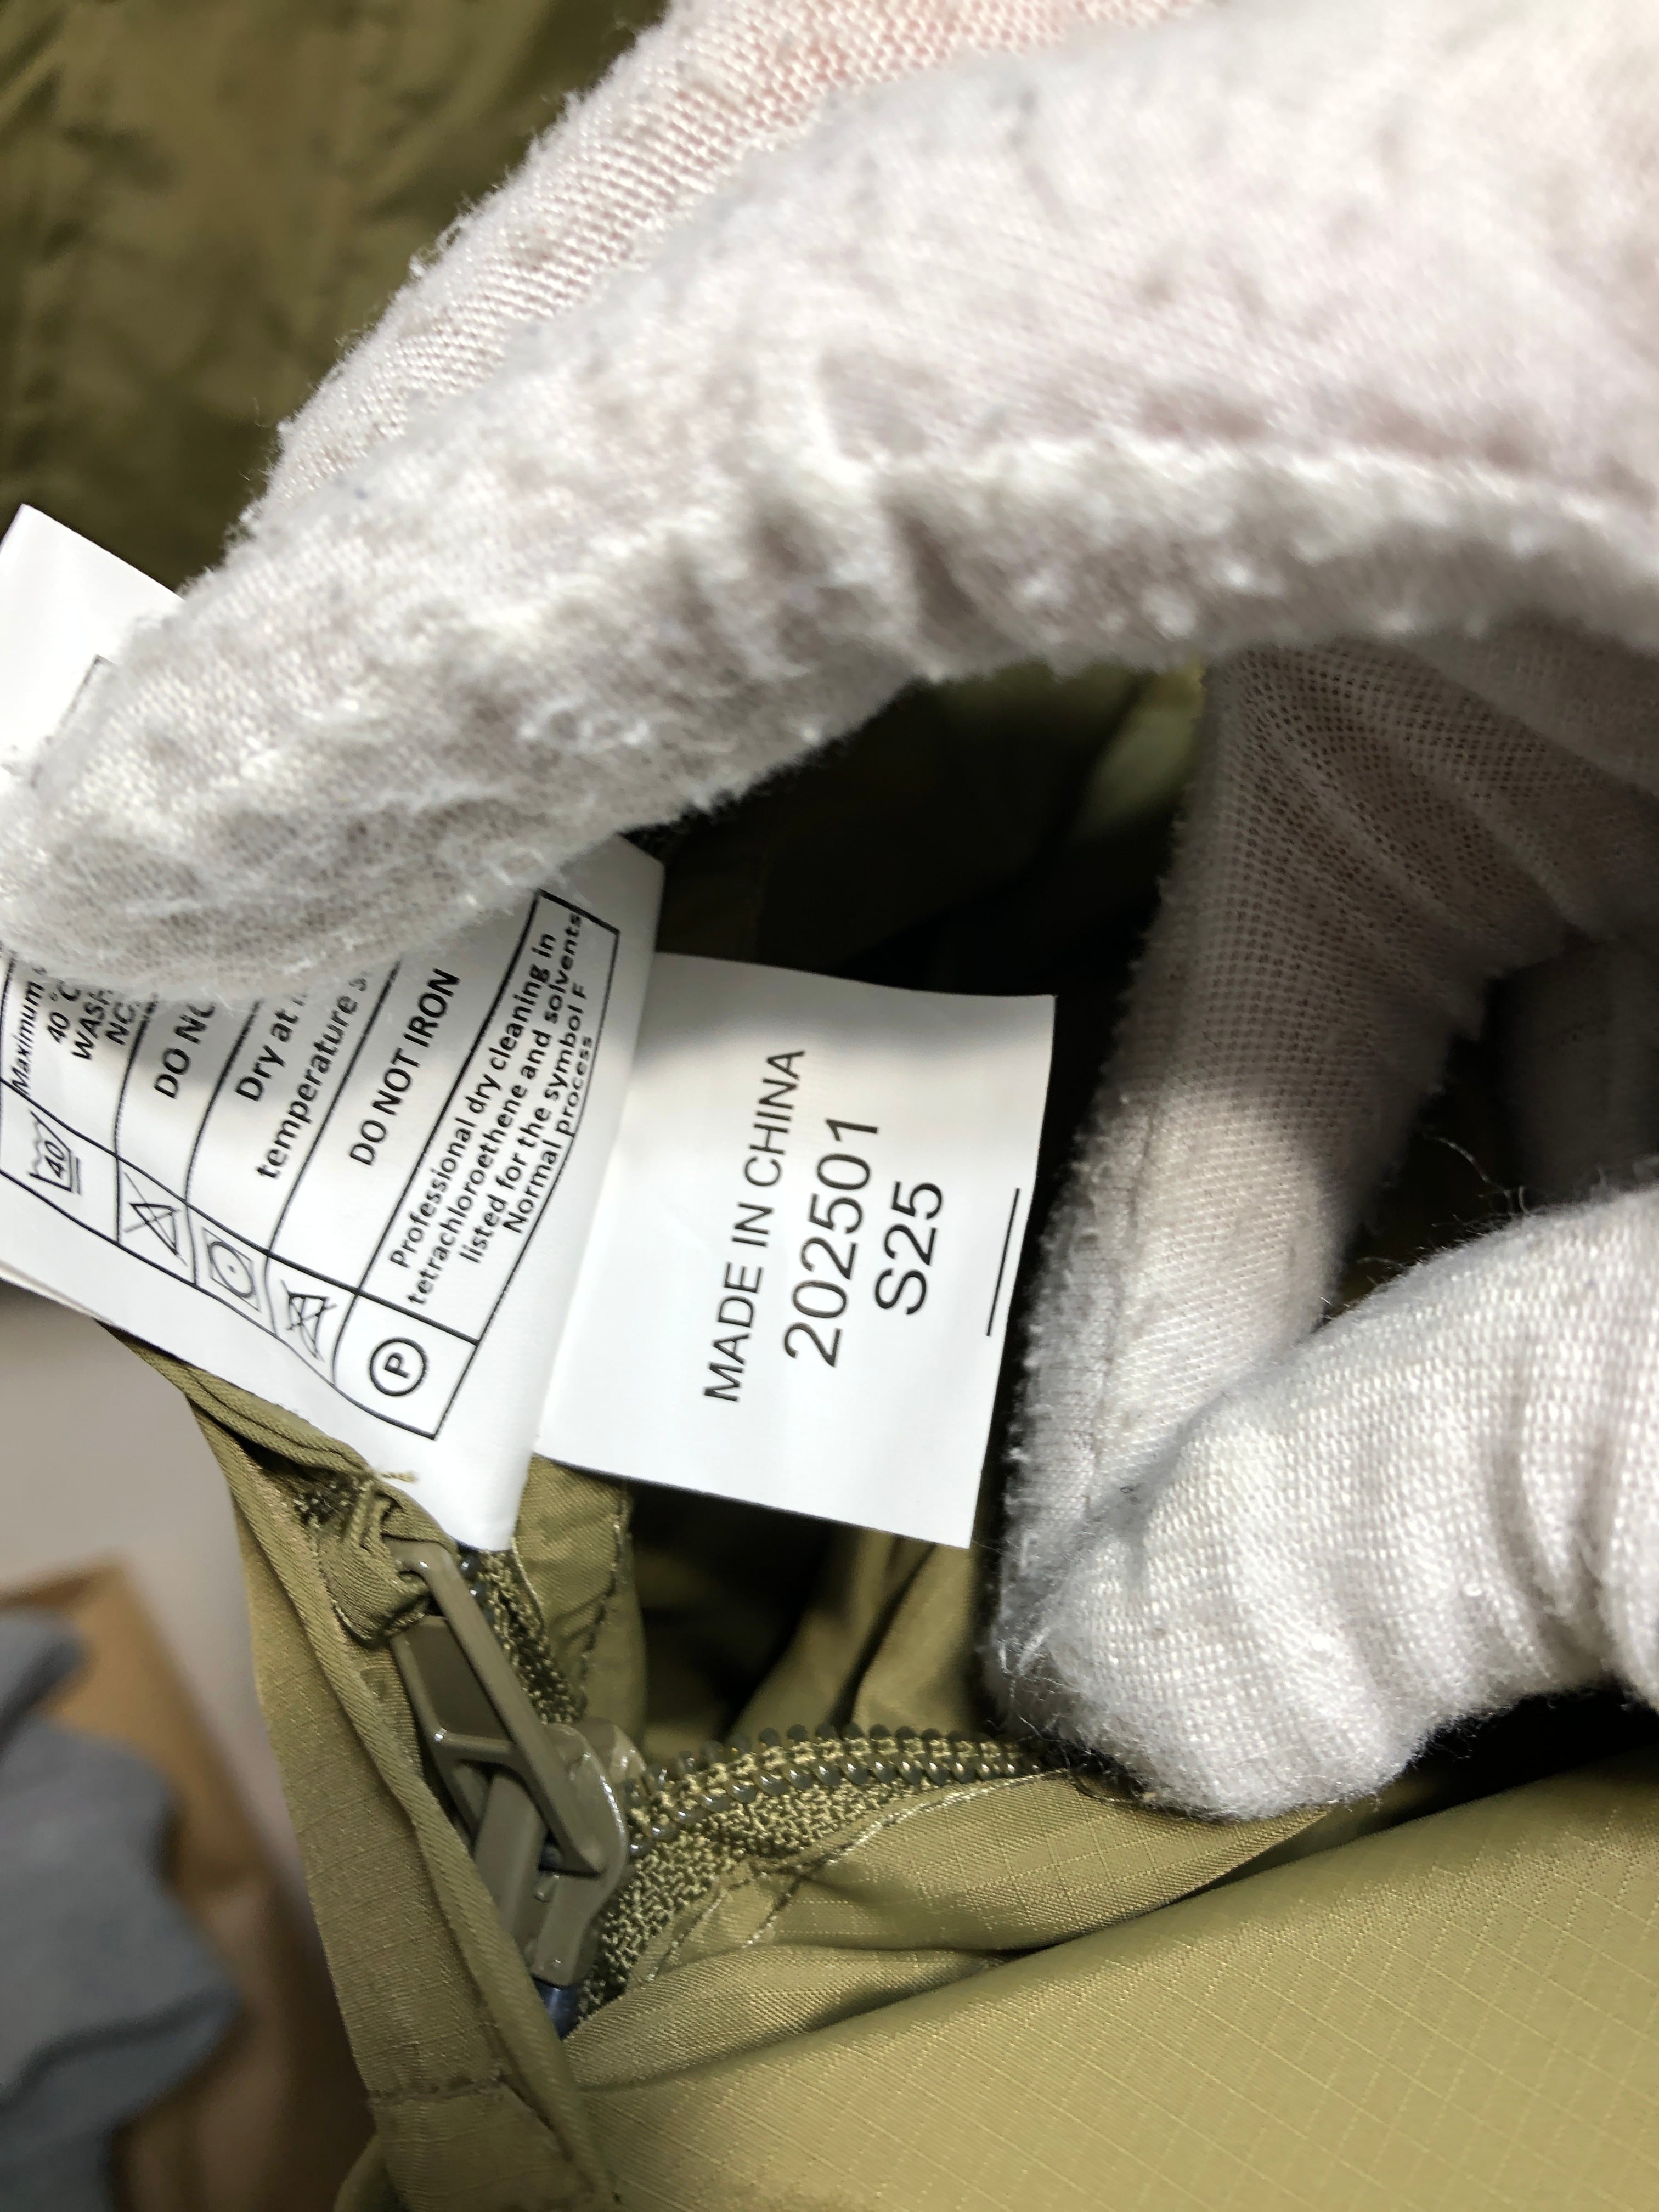 Maximum
40 °C
WASH
40
DO NO
Dry at
temperature
DO NOT IRON
Professional dry cleaning in
tetrachloroethene and solvents
listed for the symbol F
Normal process
P
MADE IN CHINA
202501
S25